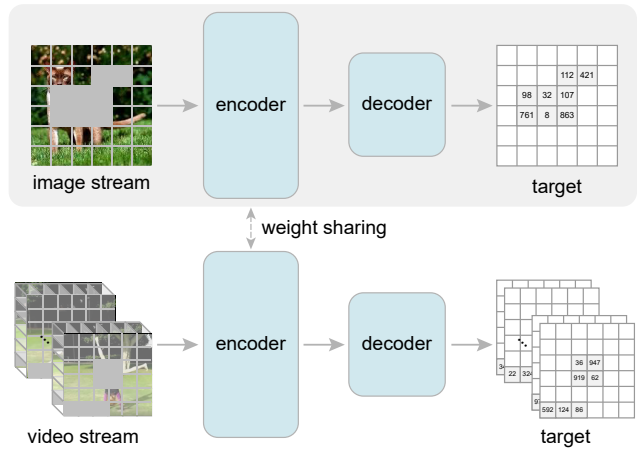 112 421
98 32 107
761 8 863
encoder
decoder
image stream
target
weight sharing
encoder
decoder
36 947
22
919 62
592 124 86
video stream
target